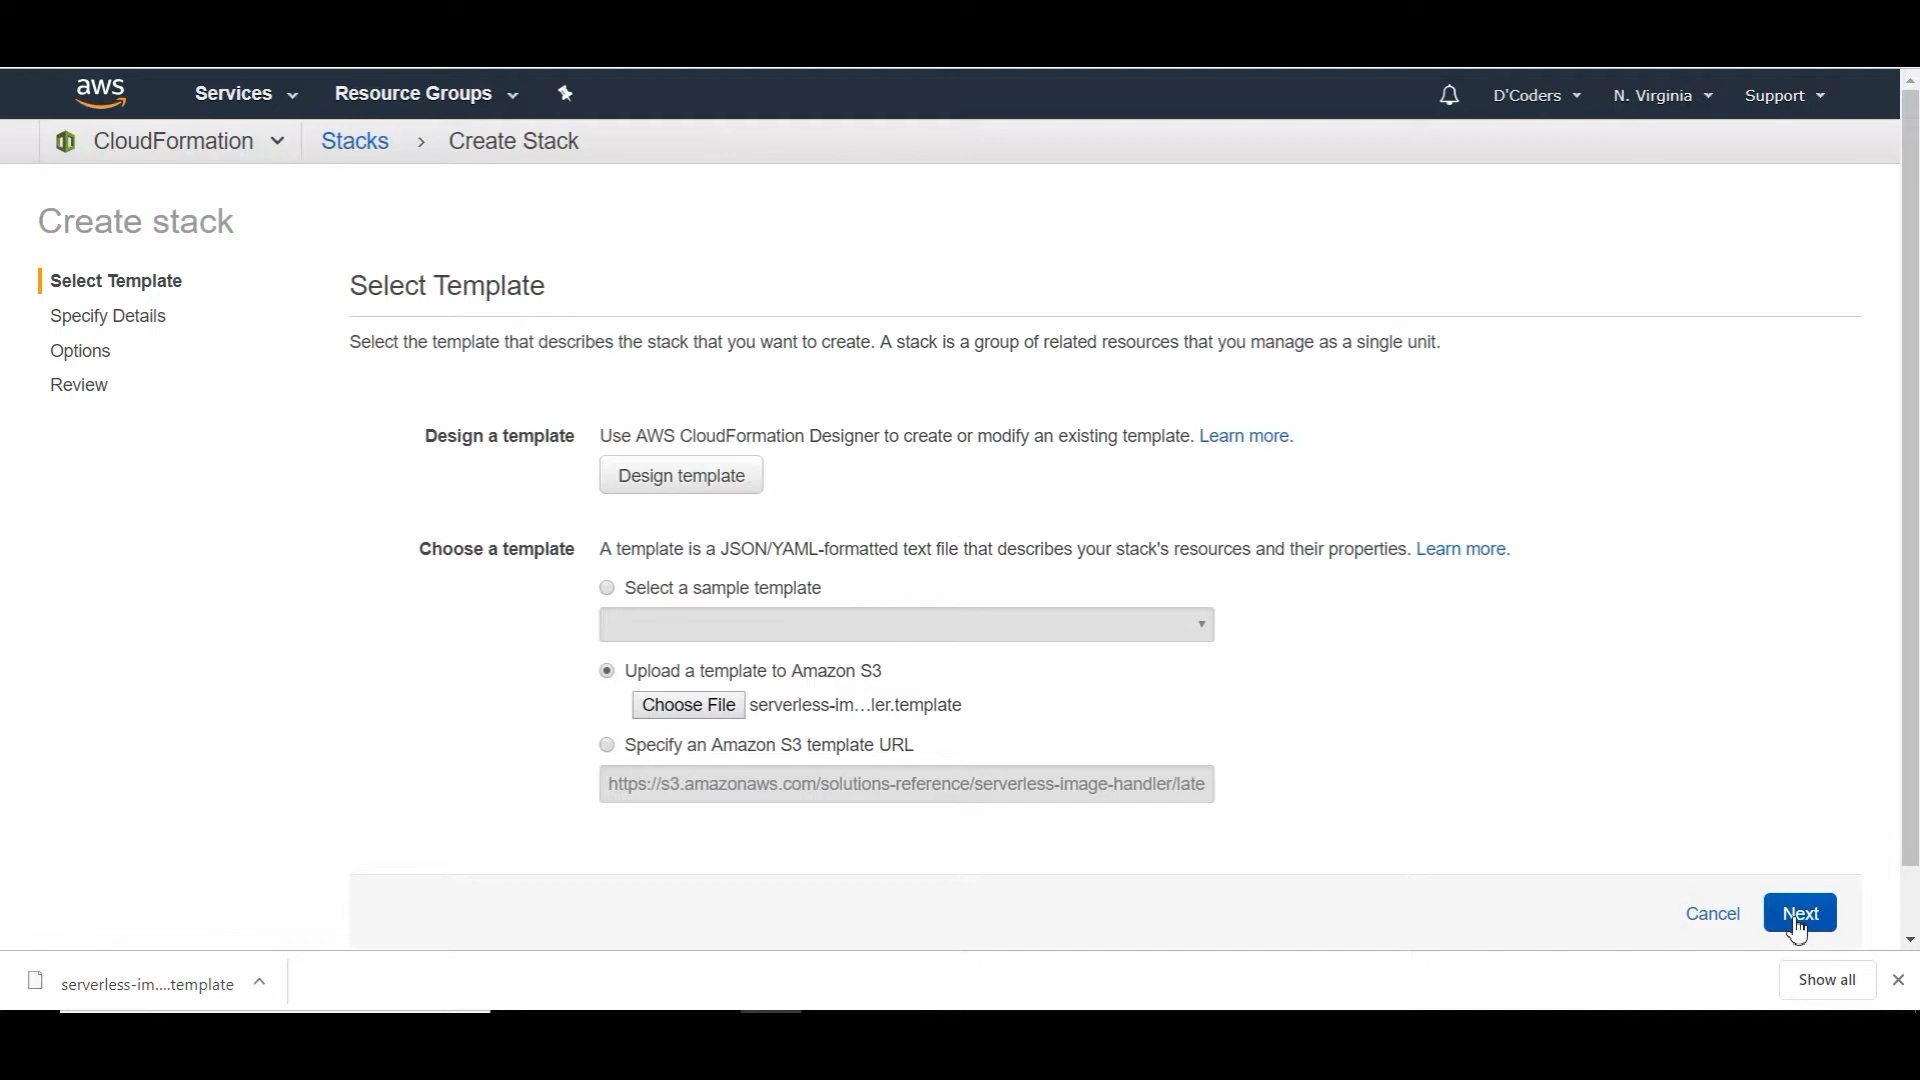 aws Services Resource Groups D'Coders N. Virginia Support
CloudFormation Stacks › Create Stack
Create stack
Select Template
Specify Details
Options
Review
Select Template
Select the template that describes the stack that you want to create. A stack is a group of related resources that you manage as a single unit.
Design a template Use AWS CloudFormation Designer to create or modify an existing template. Learn more.
Design template
Choose a template A template is a JSON/YAML-formatted text file that describes your stack's resources and their properties. Learn more.
Select a sample template
Upload a template to Amazon S3
Choose File serverless-im…ler.template
Specify an Amazon S3 template URL
https://s3.amazonaws.com/solutions-reference/serverless-image-handler/late
Cancel Next
serverless-im....template Show all